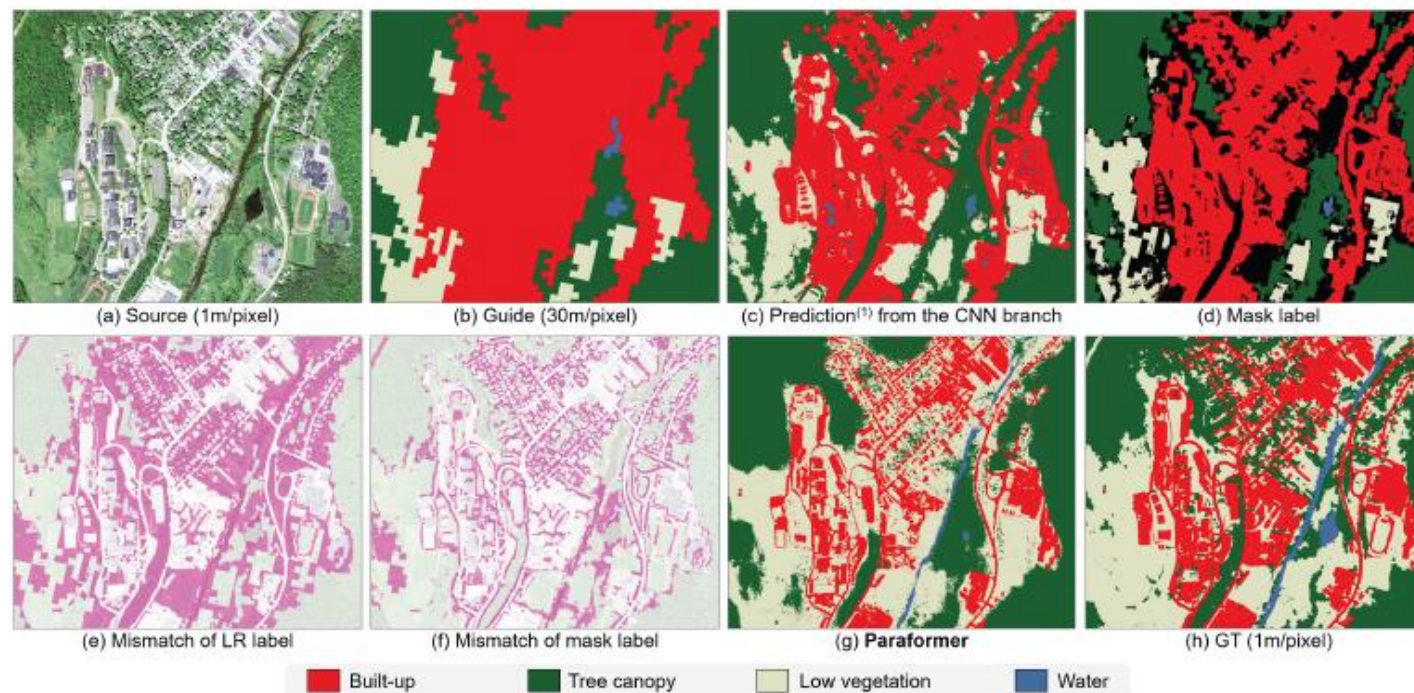 (a) Source (1m/pixel)
(b) Guide (30m/pixel)
(c) Prediction⁽¹⁾ from the CNN branch
(d) Mask label
(e) Mismatch of LR label
(f) Mismatch of mask label
(g) Paraformer
(h) GT (1m/pixel)
Built-up
Tree canopy
Low vegetation
Water